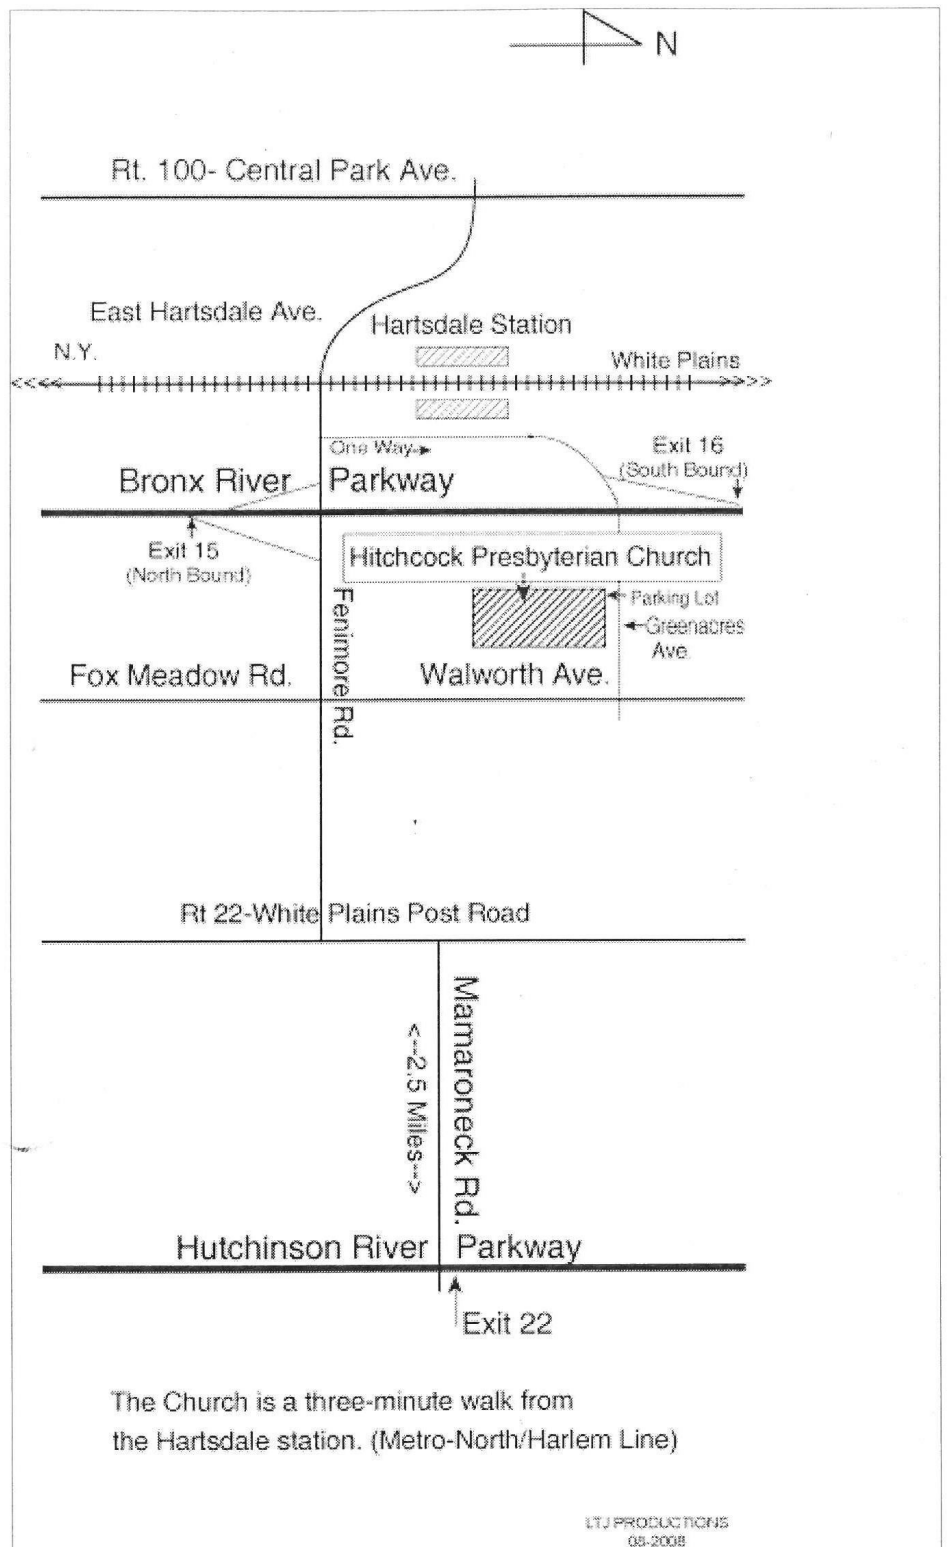 N
Rt. 100- Central Park Ave.
East Hartsdale Ave.
Hartsdale Station
N.Y.
White Plains
<<<<
>>>>
One Way
Exit 16
(South Bound)
Bronx River Parkway
Exit 15
(North Bound)
Hitchcock Presbyterian Church
Parking Lot
Greenacres
Ave.
Fenimore Rd.
Fox Meadow Rd.
Walworth Ave.
Rt 22-White Plains Post Road
Mamaroneck Rd.
<--2.5 Miles-->
Hutchinson River Parkway
Exit 22
The Church is a three-minute walk from
the Hartsdale station. (Metro-North/Harlem Line)
LTJ PRODUCTIONS
08-2008